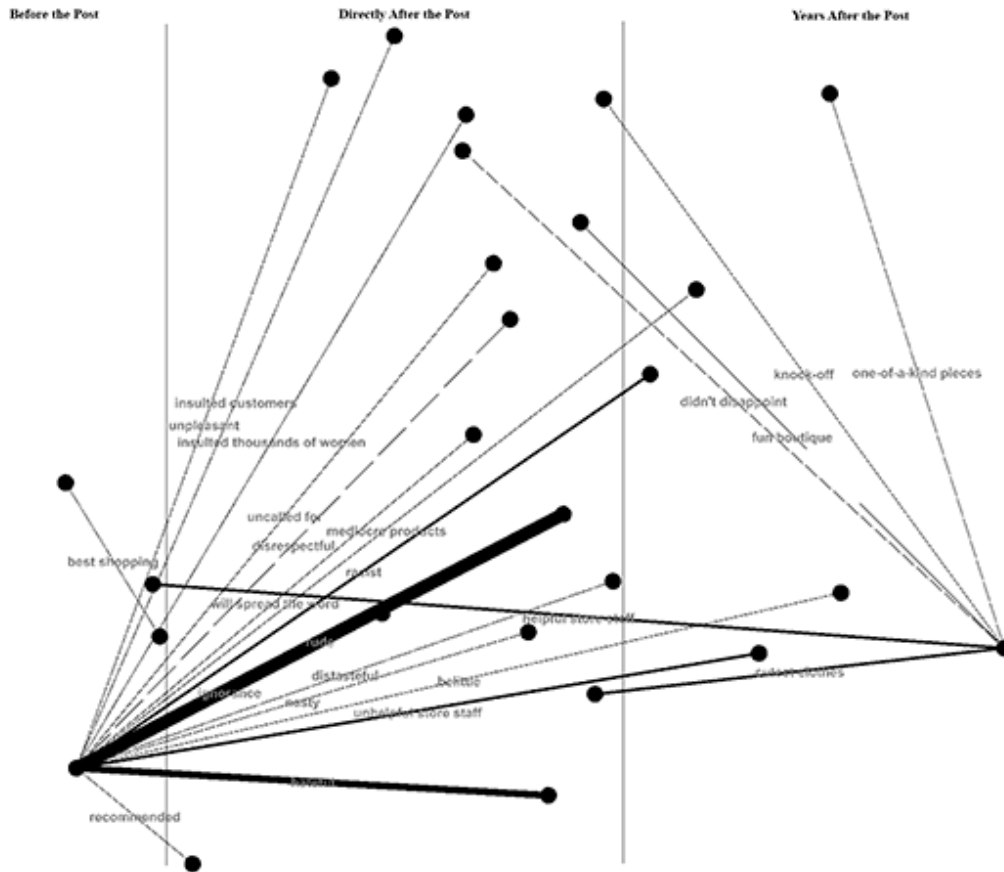 Before the Post
Directly After the Post
Years After the Post
knock-off
one-of-a-kind pieces
didn't disappoint
insulted customers
unpleasant
insulted thousands of women
fun boutique
uncalled for
mediocre products
disrespectful
best shopping
racist
will spread the word
helpful store staff
rude
distasteful
belittle
ignorance
nasty
unhelpful store staff
recommended